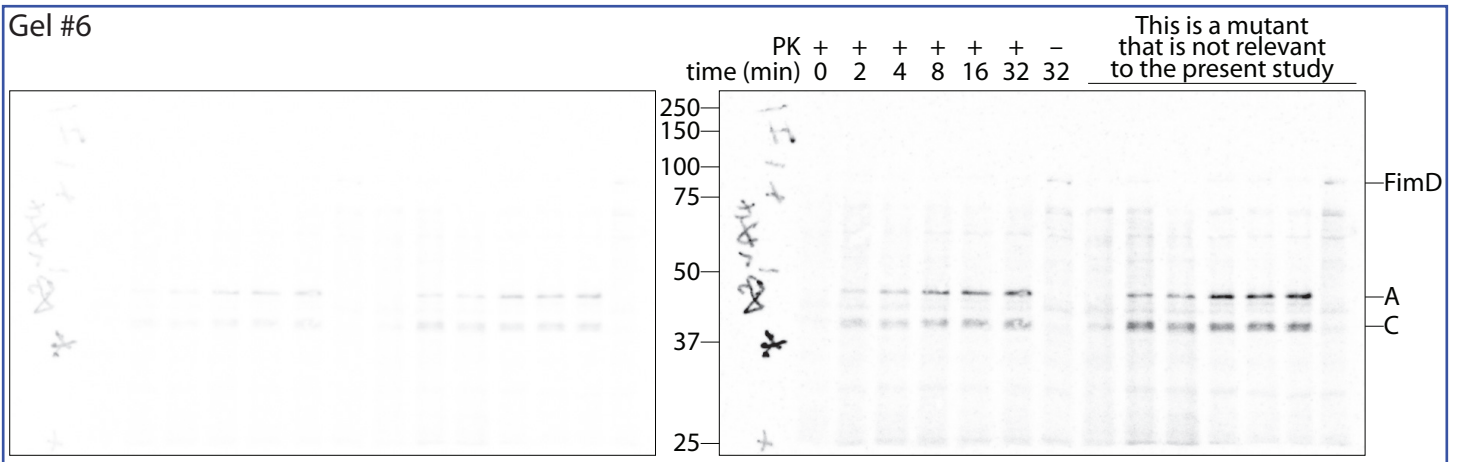 Gel #6
This is a mutant
that is not relevant
to the present study
PK + + + + + + –
time (min) 0 2 4 8 16 32 32
250
150
100
75
50
37
25
FimD
A
C